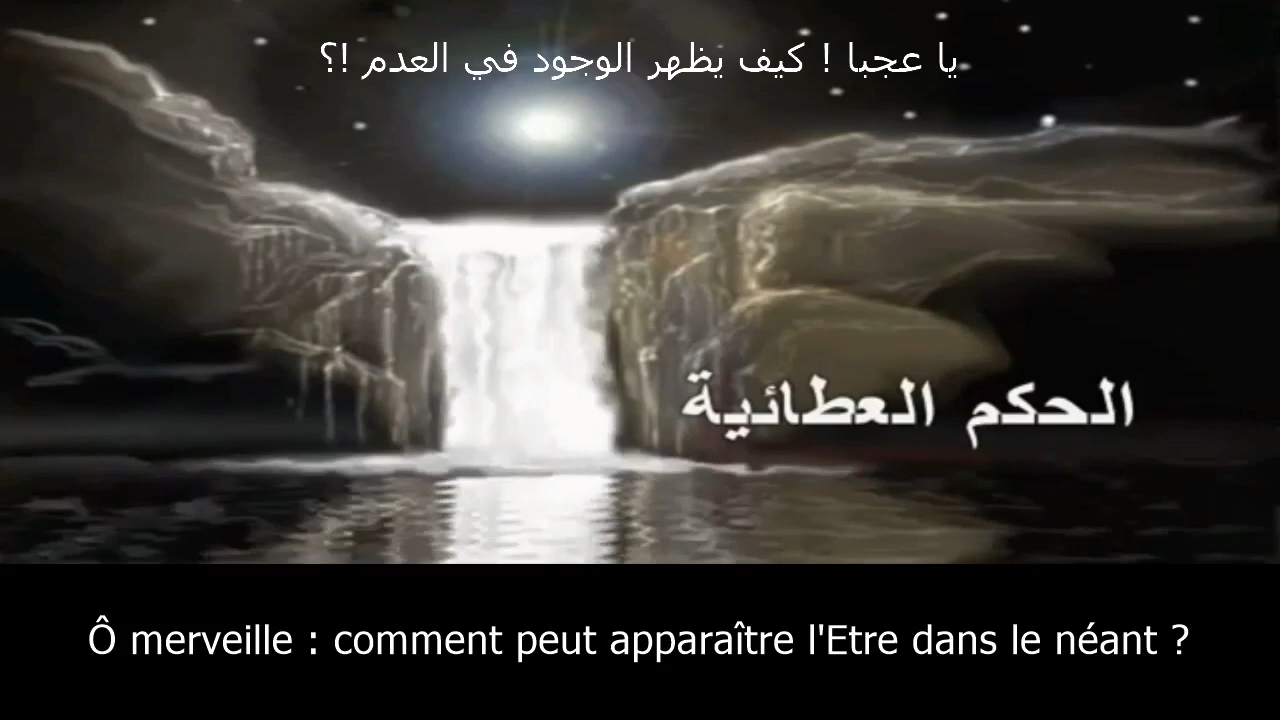 يا عجبا ! كيف يظهر الوجود في العدم !؟
الحكم العطائية
Ô merveille : comment peut apparaître l'Etre dans le néant ?